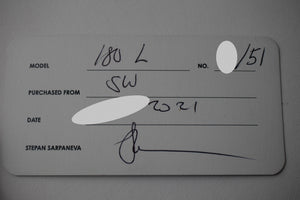 MODEL 180 L NO. /51
PURCHASED FROM SW
DATE 2021
STEPAN SARPANEVA